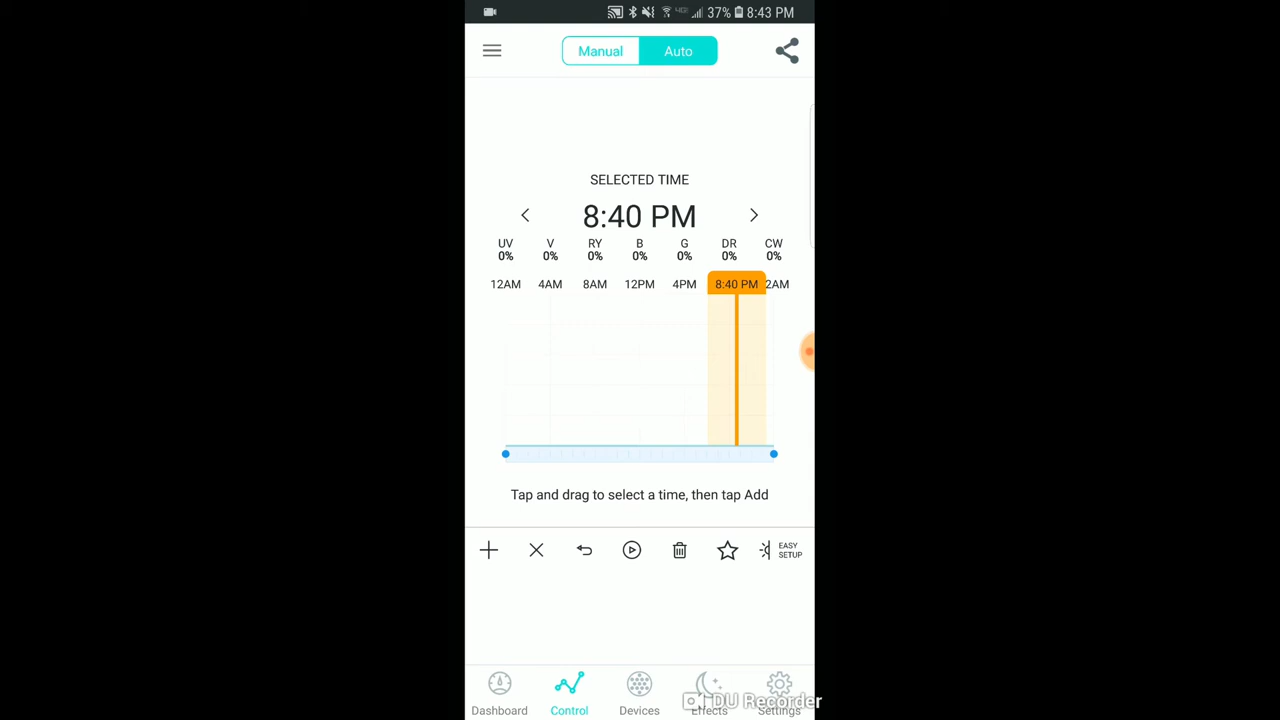 37% 8:43 PM
Manual Auto
SELECTED TIME
8:40 PM
UV V RY B G DR CW
0% 0% 0% 0% 0% 0% 0%
12AM 4AM 8AM 12PM 4PM 8:40 PM 2AM
Tap and drag to select a time, then tap Add
EASY
SETUP
DU Recorder
Dashboard Control Devices Effects Settings